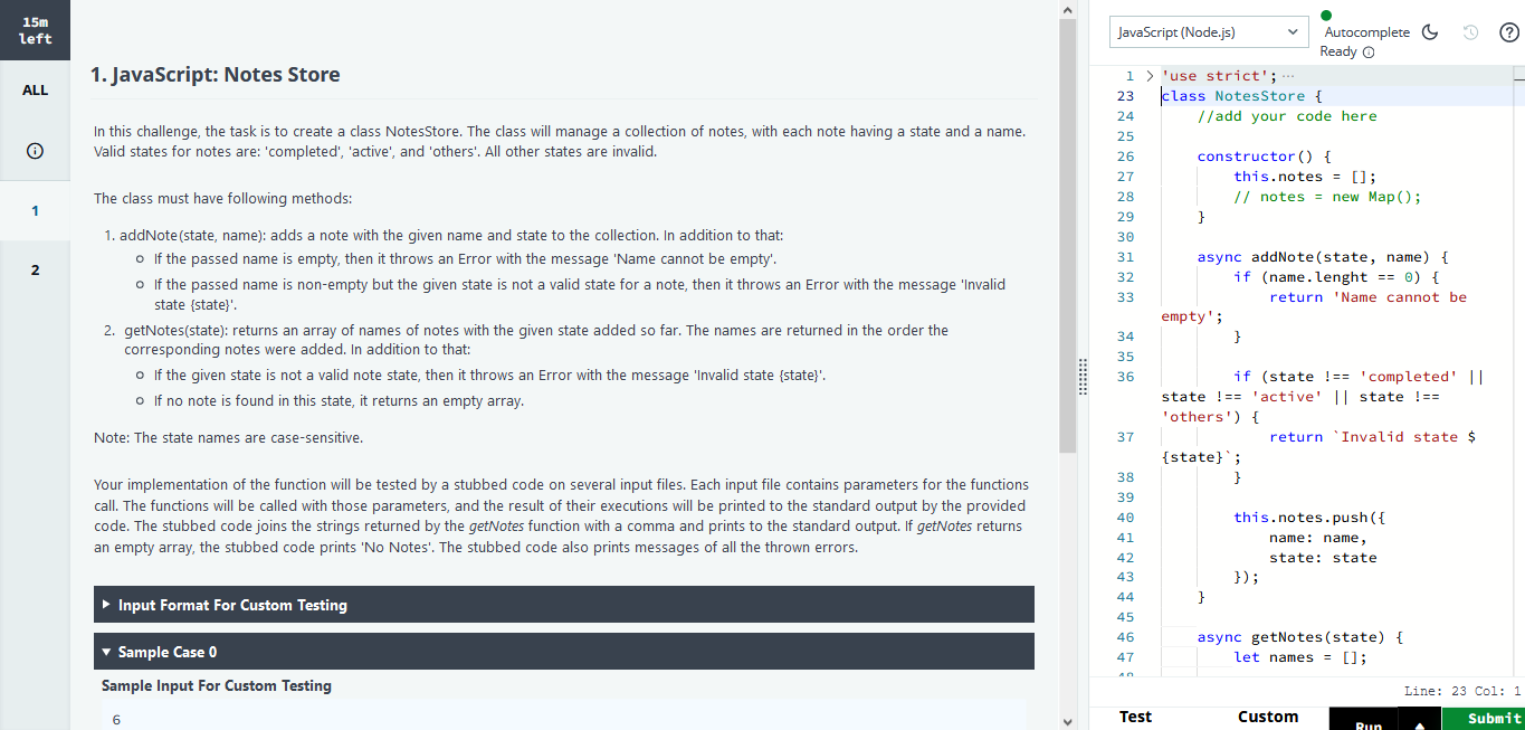 15m
left
ALL
1
2
1. JavaScript: Notes Store
In this challenge, the task is to create a class NotesStore. The class will manage a collection of notes, with each note having a state and a name.
Valid states for notes are: 'completed', 'active', and 'others'. All other states are invalid.
The class must have following methods:
1. addNote(state, name): adds a note with the given name and state to the collection. In addition to that:
If the passed name is empty, then it throws an Error with the message 'Name cannot be empty'.
If the passed name is non-empty but the given state is not a valid state for a note, then it throws an Error with the message 'Invalid
state {state}'.
2. getNotes(state): returns an array of names of notes with the given state added so far. The names are returned in the order the
corresponding notes were added. In addition to that:
If the given state is not a valid note state, then it throws an Error with the message 'Invalid state {state}'.
If no note is found in this state, it returns an empty array.
Note: The state names are case-sensitive.
Your implementation of the function will be tested by a stubbed code on several input files. Each input file contains parameters for the functions
call. The functions will be called with those parameters, and the result of their executions will be printed to the standard output by the provided
code. The stubbed code joins the strings returned by the getNotes function with a comma and prints to the standard output. If getNotes returns
an empty array, the stubbed code prints 'No Notes'. The stubbed code also prints messages of all the thrown errors.
Input Format For Custom Testing
Sample Case 0
Sample Input For Custom Testing
6
JavaScript (Node.js)
Autocomplete
Ready
1 'use strict'; ···
23 class NotesStore {
24 //add your code here
25
26 constructor() {
27 this.notes = [];
28 // notes = new Map();
29 }
30
31 async addNote(state, name) {
32 if (name.lenght == 0) {
33 return 'Name cannot be
empty';
34 }
35
36 if (state !== 'completed' ||
state !== 'active' || state !==
'others') {
37 return `Invalid state $
{state}`;
38 }
39
40 this.notes.push({
41 name: name,
42 state: state
43 });
44 }
45
46 async getNotes(state) {
47 let names = [];
Line: 23 Col: 1
Test
Custom
Run
Submit